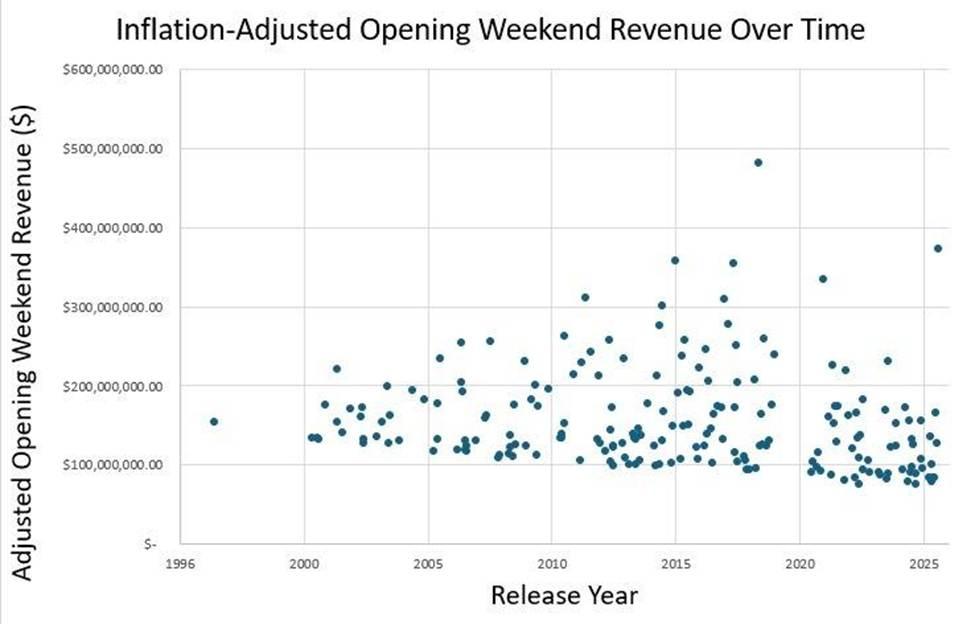 Inflation-Adjusted Opening Weekend Revenue Over Time
Adjusted Opening Weekend Revenue ($)
$600,000,000.00
$500,000,000.00
$400,000,000.00
$300,000,000.00
$200,000,000.00
$100,000,000.00
$-
1996 2000 2005 2010 2015 2020 2025
Release Year